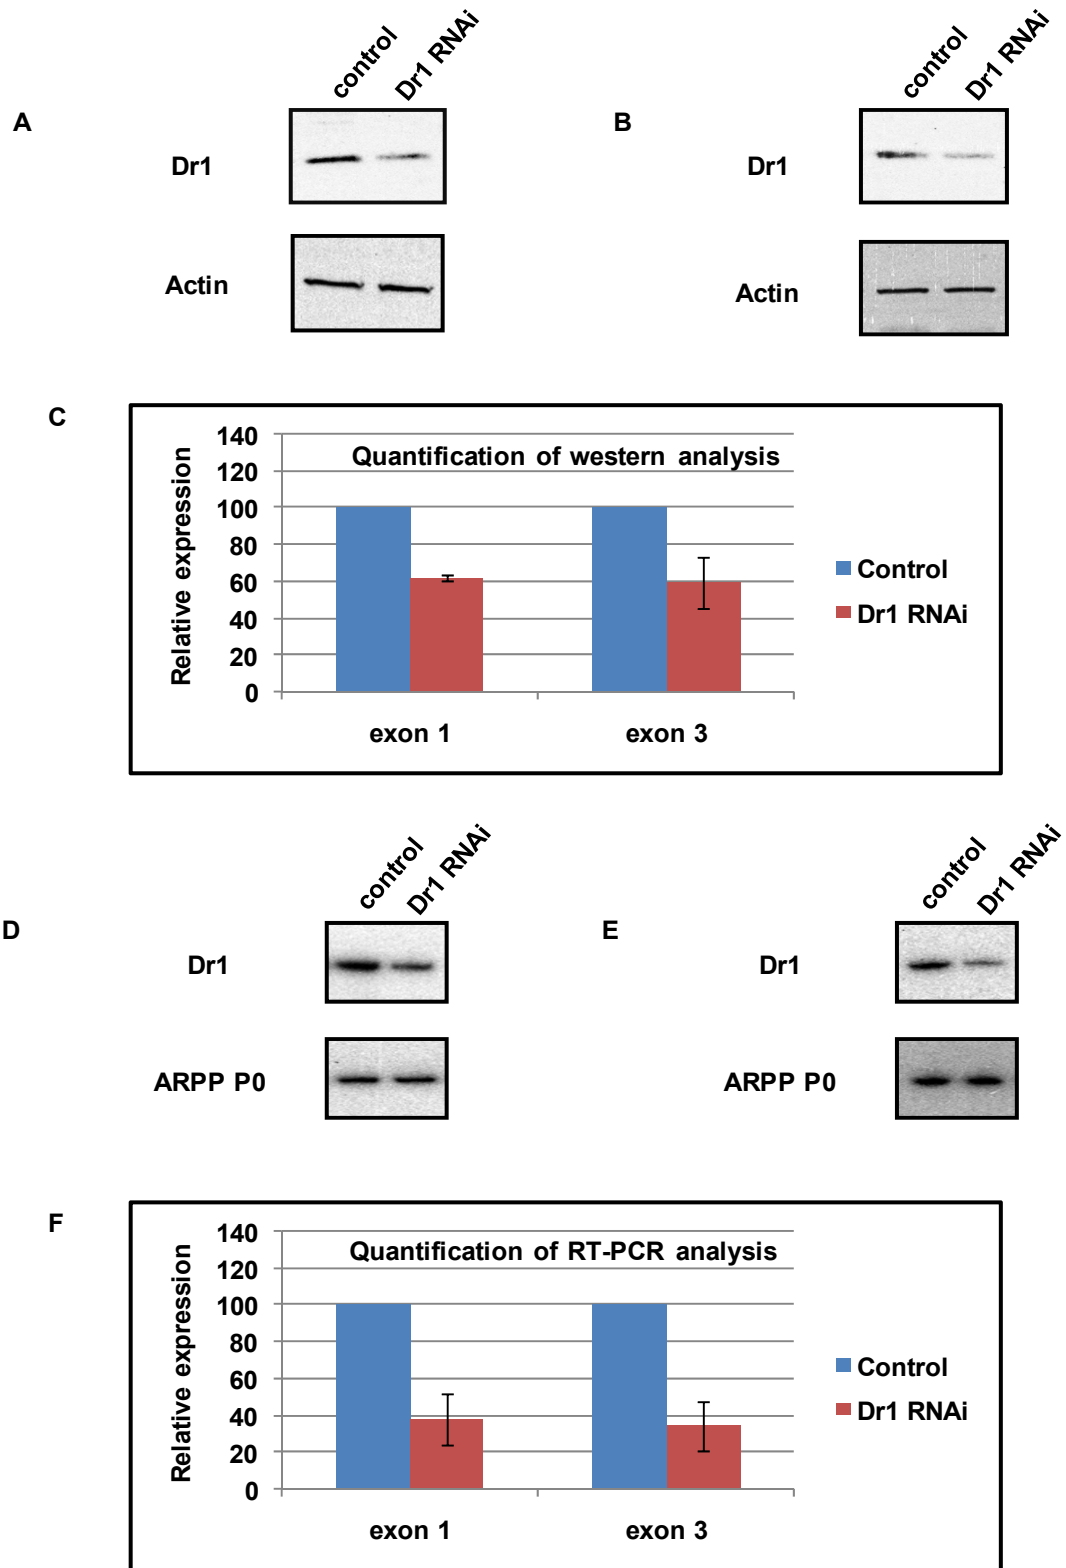 control Dr1 RNAi
A
Dr1
Actin
control Dr1 RNAi
B
Dr1
Actin
C
Quantification of western analysis
Relative expression
140
120
100
80
60
40
20
0
exon 1 exon 3
Control
Dr1 RNAi
control Dr1 RNAi
D
Dr1
ARPP P0
control Dr1 RNAi
E
Dr1
ARPP P0
F
Quantification of RT-PCR analysis
Relative expression
140
120
100
80
60
40
20
0
exon 1 exon 3
Control
Dr1 RNAi